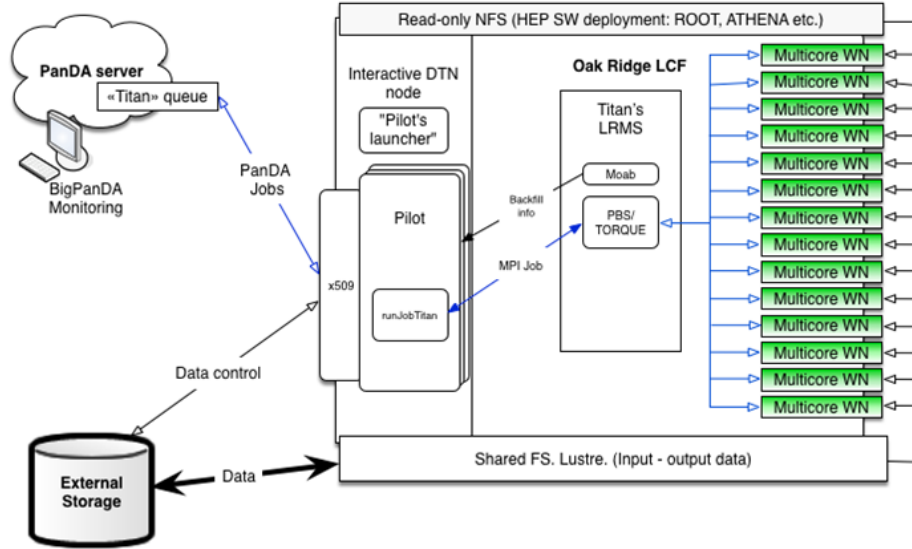 Read-only NFS (HEP SW deployment: ROOT, ATHENA etc.)
PanDA server
«Titan» queue
BigPanDA
Monitoring
PanDA
Jobs
Interactive DTN
node
"Pilot's
launcher"
x509
Pilot
runJobTitan
Backfill
info
MPI Job
Oak Ridge LCF
Titan's
LRMS
Moab
PBS/
TORQUE
Multicore WN
Multicore WN
Multicore WN
Multicore WN
Multicore WN
Multicore WN
Multicore WN
Multicore WN
Multicore WN
Multicore WN
Multicore WN
Multicore WN
Multicore WN
Multicore WN
Data control
External
Storage
Data
Shared FS. Lustre. (Input - output data)